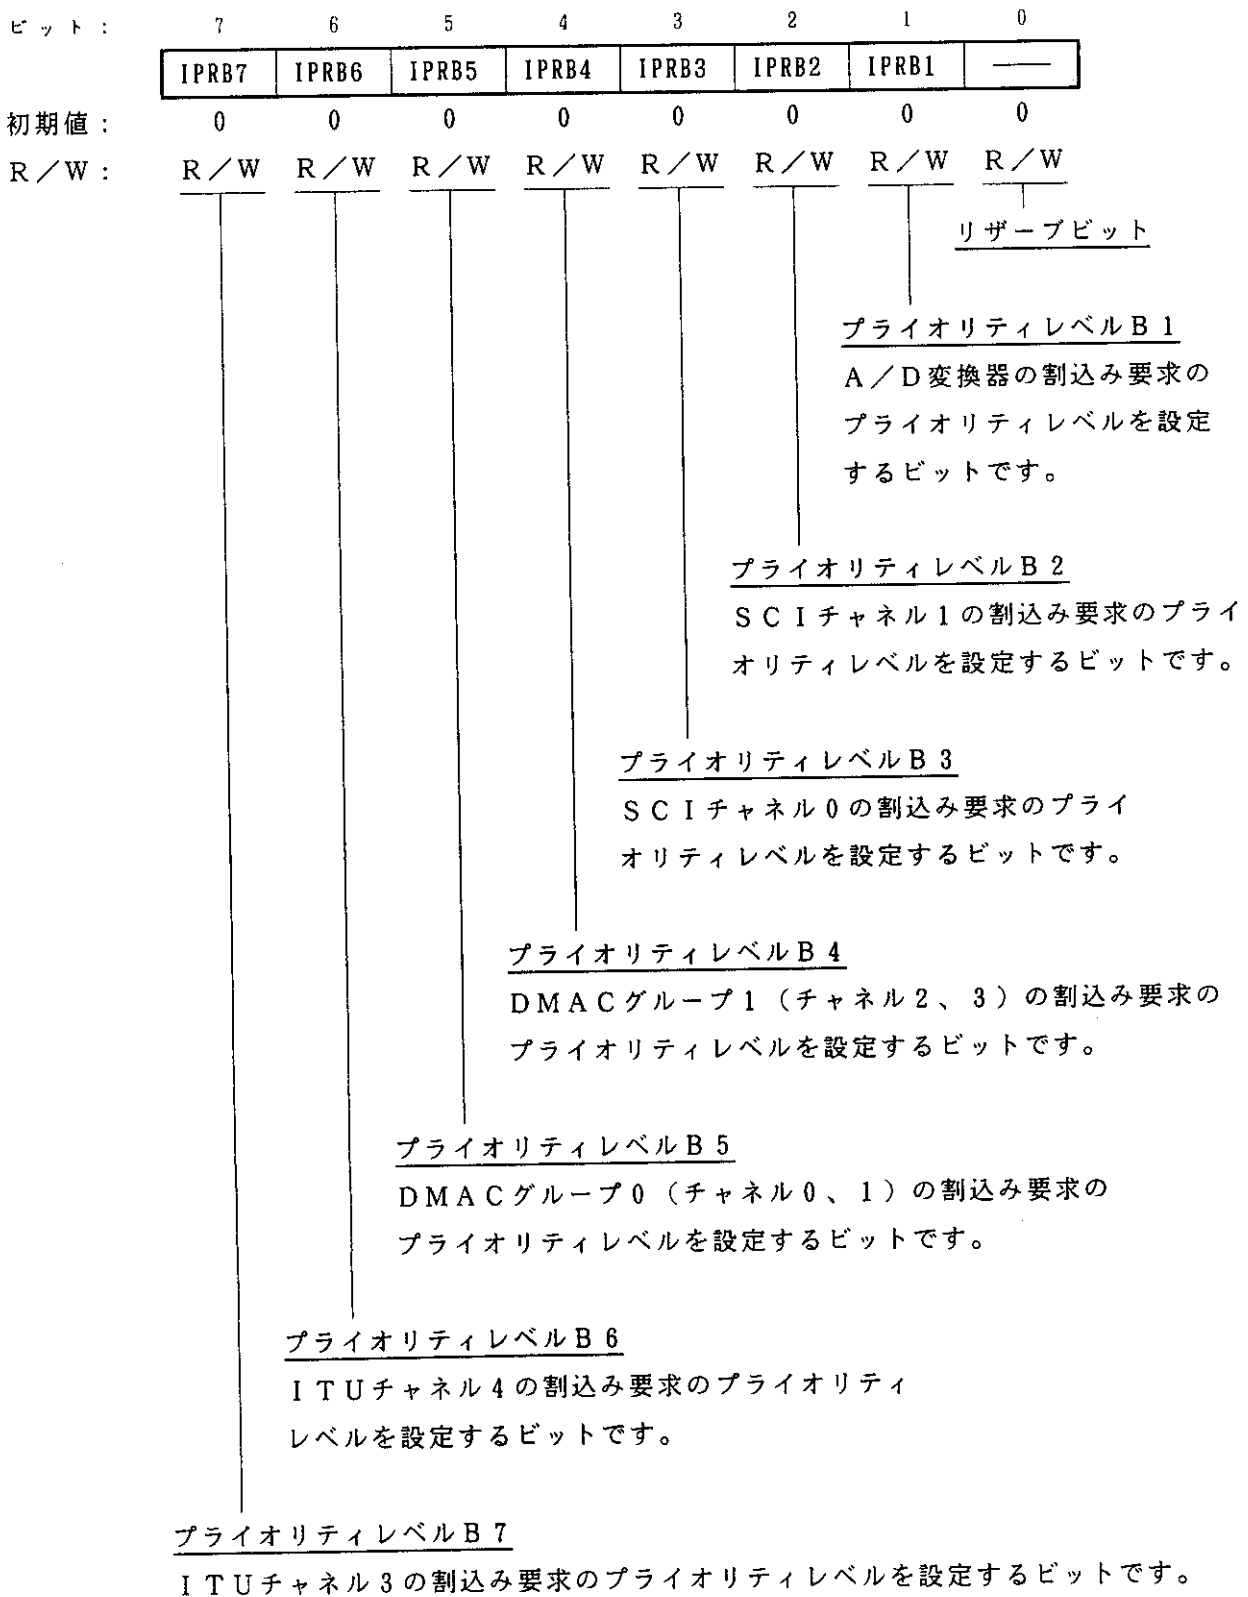 ビット： 7 6 5 4 3 2 1 0
IPRB7 IPRB6 IPRB5 IPRB4 IPRB3 IPRB2 IPRB1 ―
初期値： 0 0 0 0 0 0 0 0
R／W： R／W R／W R／W R／W R／W R／W R／W R／W
リザーブビット
プライオリティレベルB1
A／D変換器の割込み要求の
プライオリティレベルを設定
するビットです。
プライオリティレベルB2
SCIチャネル1の割込み要求のプライ
オリティレベルを設定するビットです。
プライオリティレベルB3
SCIチャネル0の割込み要求のプライ
オリティレベルを設定するビットです。
プライオリティレベルB4
DMACグループ1（チャネル2、3）の割込み要求の
プライオリティレベルを設定するビットです。
プライオリティレベルB5
DMACグループ0（チャネル0、1）の割込み要求の
プライオリティレベルを設定するビットです。
プライオリティレベルB6
ITUチャネル4の割込み要求のプライオリティ
レベルを設定するビットです。
プライオリティレベルB7
ITUチャネル3の割込み要求のプライオリティレベルを設定するビットです。